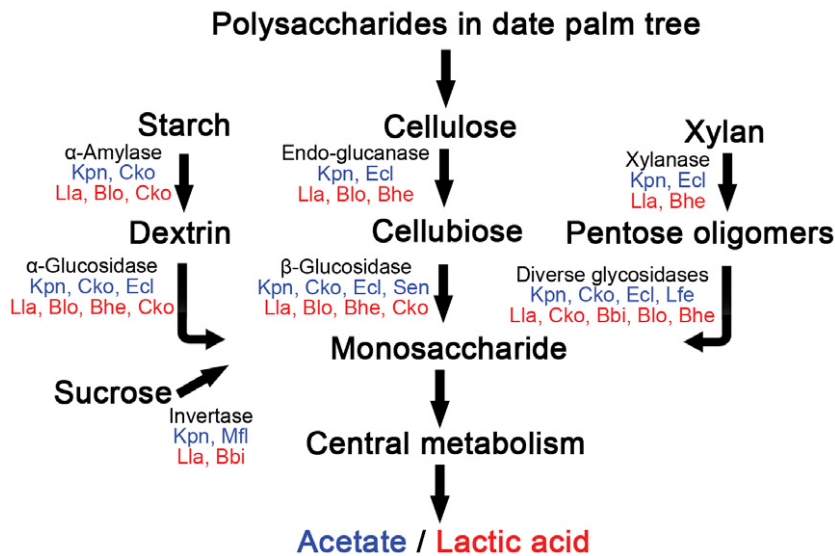 Polysaccharides in date palm tree
Starch
α-Amylase
Kpn, Cko
Lla, Blo, Cko
Dextrin
α-Glucosidase
Kpn, Cko, Ecl
Lla, Blo, Bhe, Cko
Sucrose
Invertase
Kpn, Mfl
Lla, Bbi
Cellulose
Endo-glucanase
Kpn, Ecl
Lla, Blo, Bhe
Cellubiose
β-Glucosidase
Kpn, Cko, Ecl, Sen
Lla, Blo, Bhe, Cko
Xylan
Xylanase
Kpn, Ecl
Lla, Bhe
Pentose oligomers
Diverse glycosidases
Kpn, Cko, Ecl, Lfe
Lla, Cko, Bbi, Blo, Bhe
Monosaccharide
Central metabolism
Acetate / Lactic acid